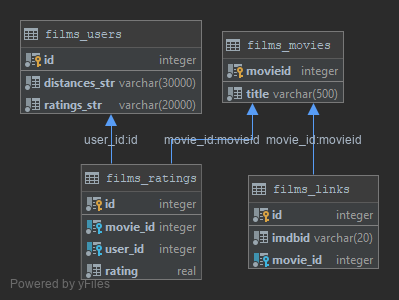 films_users
id integer
distances_str varchar(30000)
ratings_str varchar(20000)
films_movies
movieid integer
title varchar(500)
user_id:id
movie_id:movieid
movie_id:movieid
films_ratings
id integer
movie_id integer
user_id integer
rating real
films_links
id integer
imdbid varchar(20)
movie_id integer
Powered by yFiles